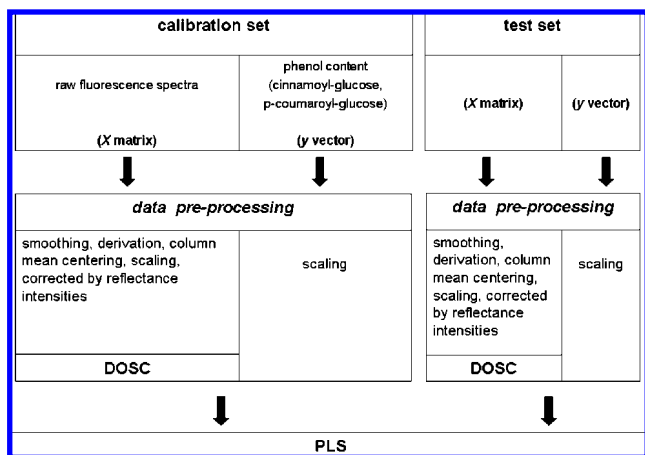 calibration set
raw fluorescence spectra
(X matrix)
phenol content
(cinnamoyl-glucose,
p-coumaroyl-glucose)
(y vector)
test set
(X matrix)
(y vector)
data pre-processing
smoothing, derivation, column
mean centering, scaling,
corrected by reflectance
intensities
DOSC
scaling
data pre-processing
smoothing,
derivation, column
mean centering,
scaling, corrected
by reflectance
intensities
DOSC
scaling
PLS